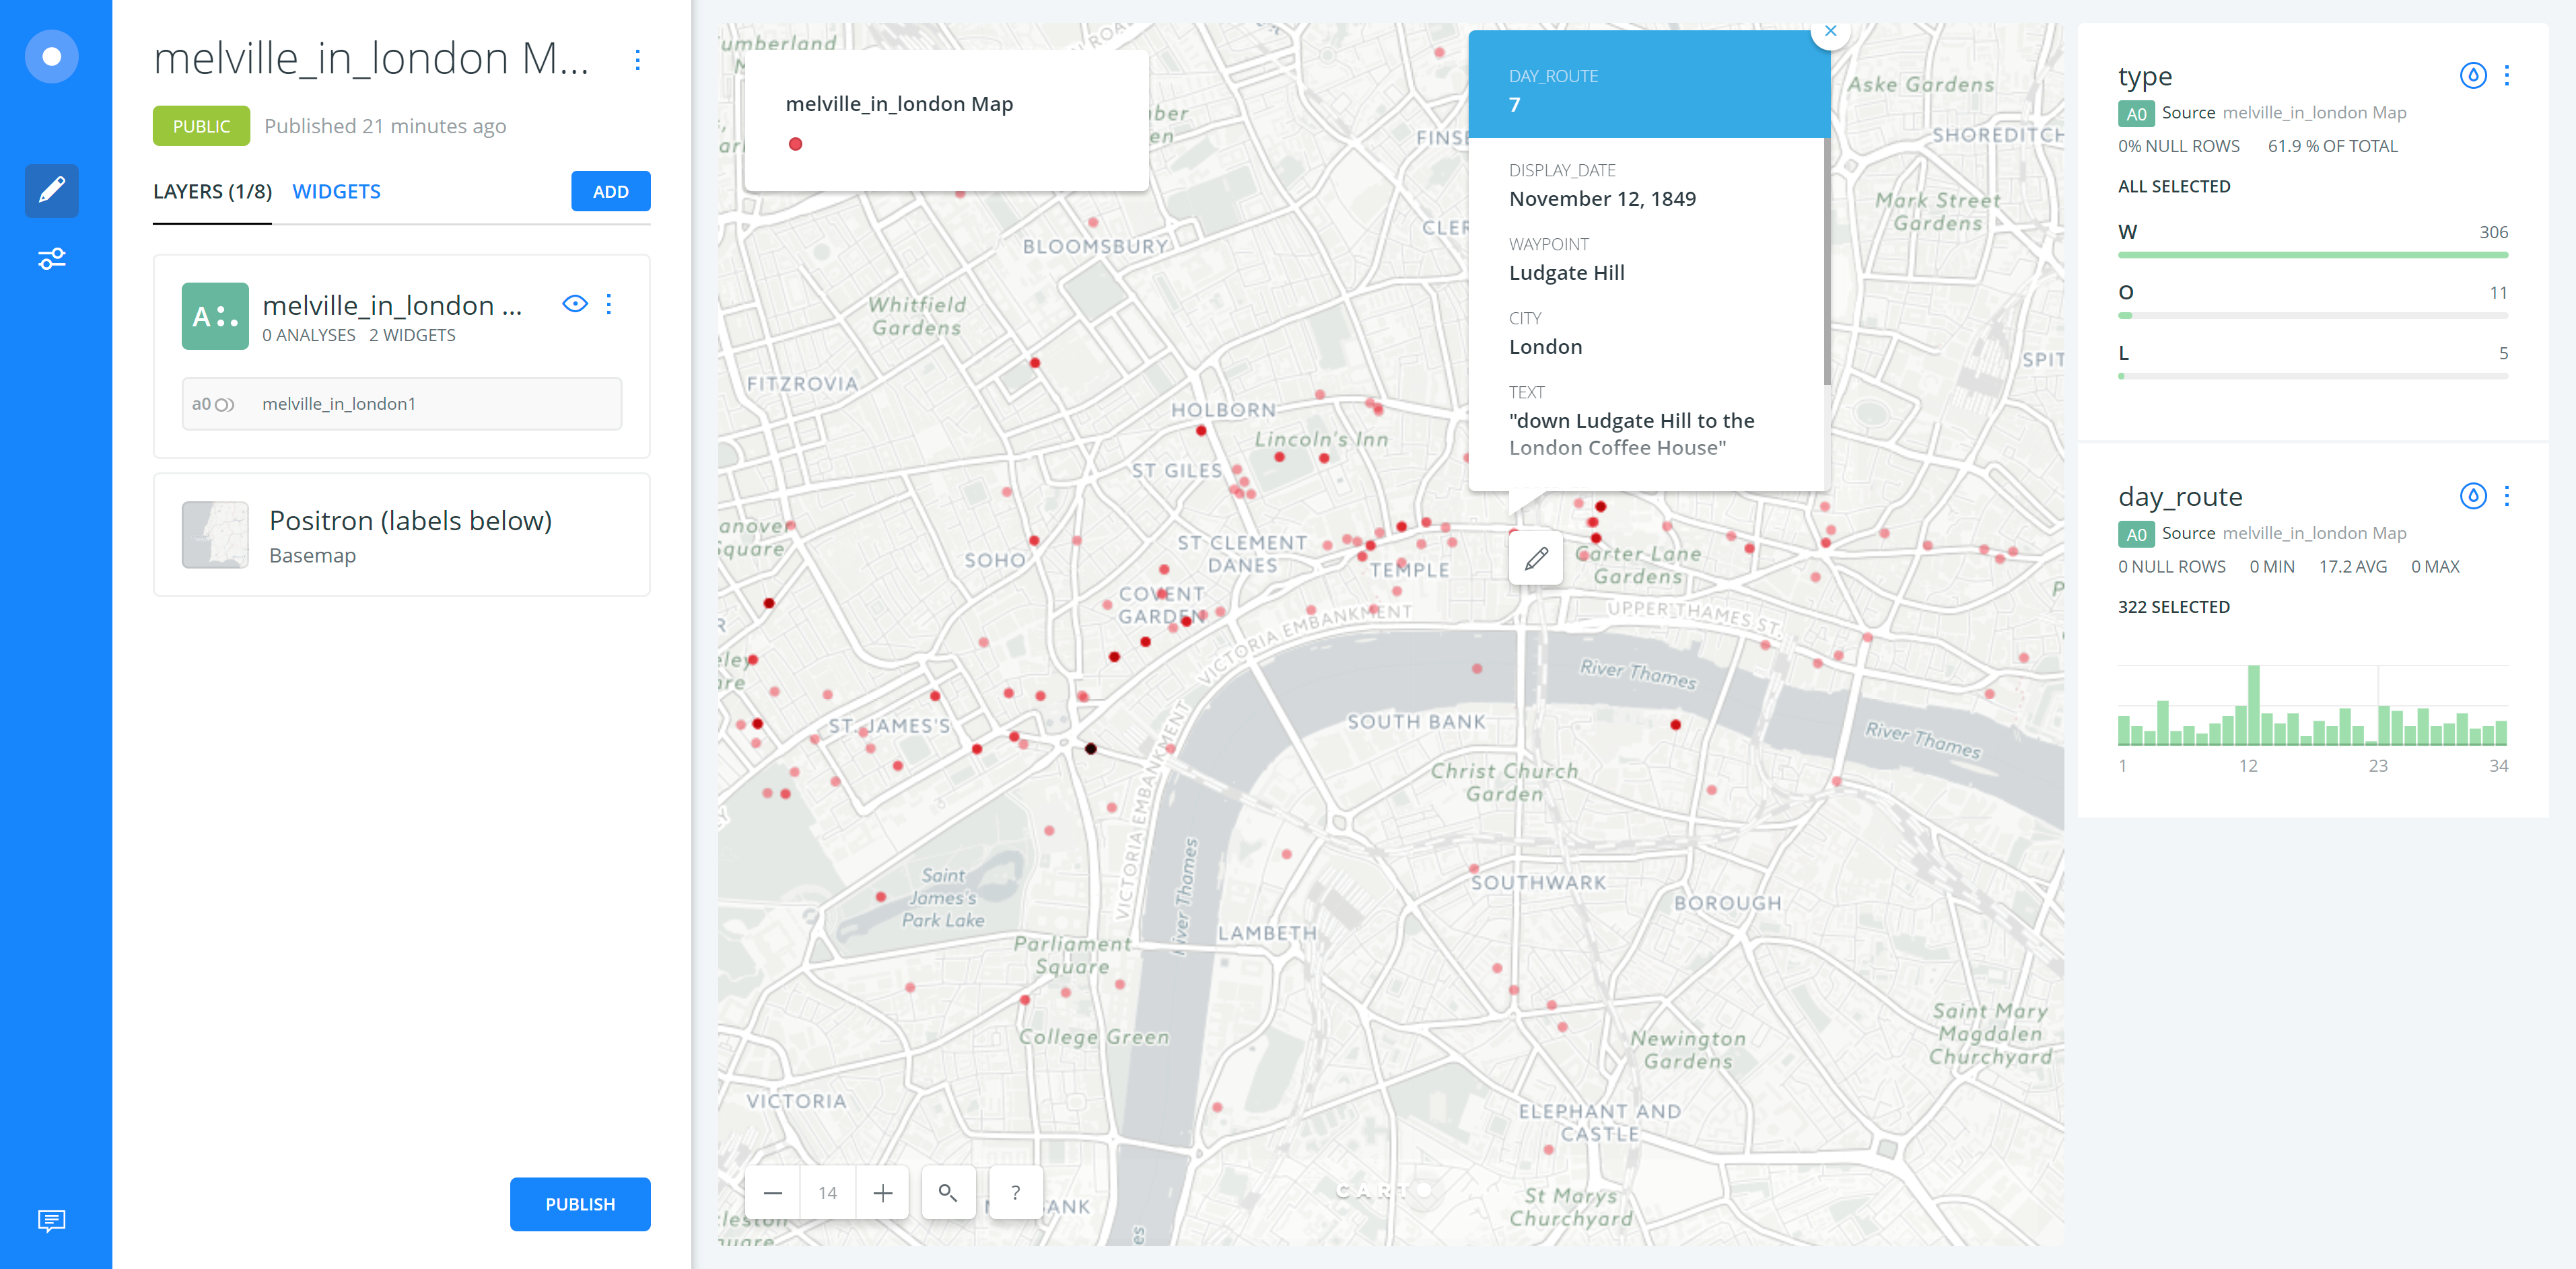 melville_in_london M...
PUBLIC Published 21 minutes ago
LAYERS (1/8) WIDGETS ADD
A
melville_in_london ...
0 ANALYSES 2 WIDGETS
a0 melville_in_london1
Positron (labels below)
Basemap
PUBLISH
melville_in_london Map
BLOOMSBURY
Whitfield
Gardens
FITZROVIA
HOLBORN
Lincoln's Inn
ST GILES
SOHO
ST CLEMENT
DANES
TEMPLE
COVENT
GARDEN
Carter Lane
Gardens
VICTORIA EMBANKMENT
UPPER THAMES ST.
River Thames
River Thames
ST. JAMES'S
SOUTH BANK
VICTORIA EMBANKMENT
Christ Church
Garden
Saint
James's
Park Lake
River Thames
SOUTHWARK
BOROUGH
LAMBETH
Parliament
Square
College Green
Newington
Gardens
Saint Mary
Magdalen
Churchyard
VICTORIA
ELEPHANT AND
CASTLE
St Marys
Churchyard
CARTO
14
?
Aske Gardens
SHOREDITCH
Mark Street
Gardens
DAY_ROUTE
7
DISPLAY_DATE
November 12, 1849
WAYPOINT
Ludgate Hill
CITY
London
TEXT
"down Ludgate Hill to the
London Coffee House"
type
A0 Source melville_in_london Map
0% NULL ROWS 61.9 % OF TOTAL
ALL SELECTED
W 306
O 11
L 5
day_route
A0 Source melville_in_london Map
0 NULL ROWS 0 MIN 17.2 AVG 0 MAX
322 SELECTED
1 12 23 34